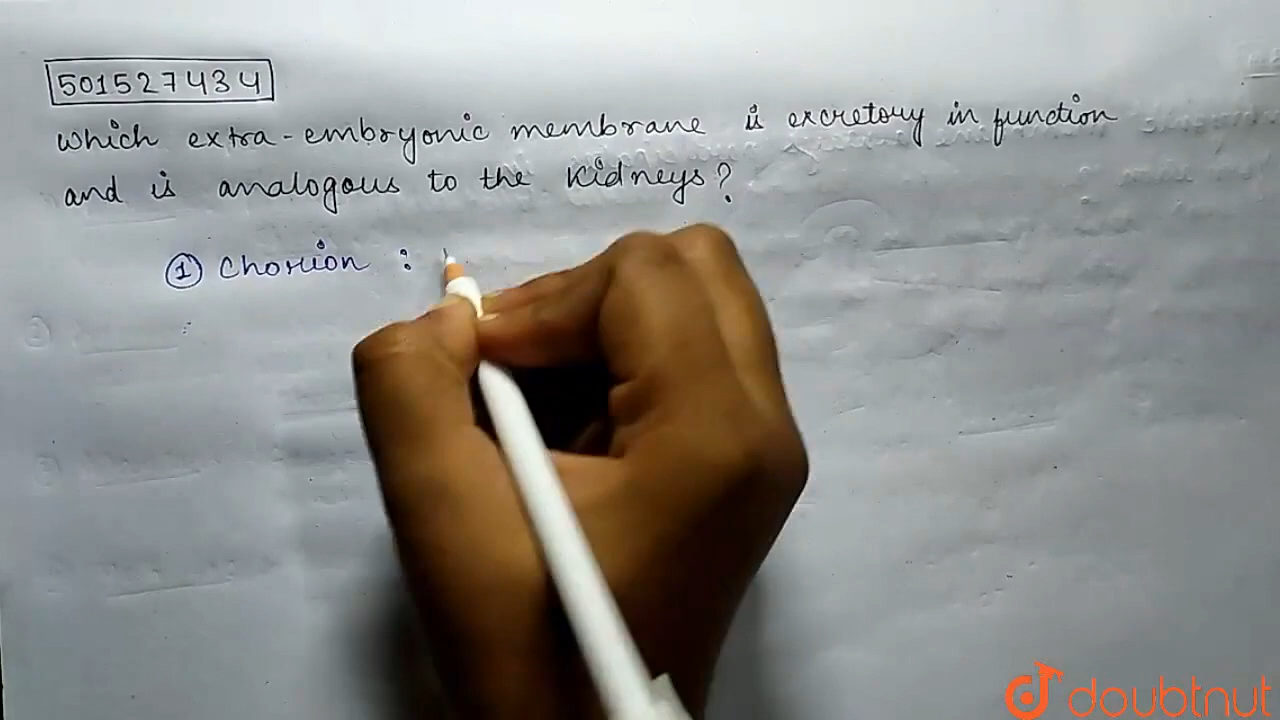 501527434
Which extra-embryonic membrane is excretory in function
and is analogous to the kidneys?
① Chorion :
doubtnut